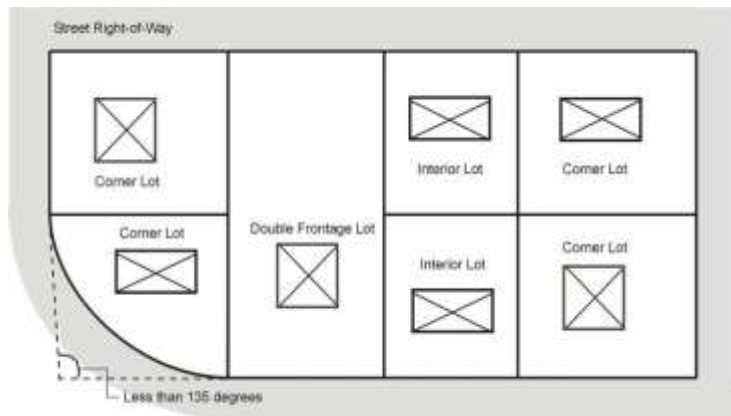 Street Right-of-Way
Corner Lot
Interior Lot
Corner Lot
Corner Lot
Double Frontage Lot
Interior Lot
Corner Lot
Less than 135 degrees